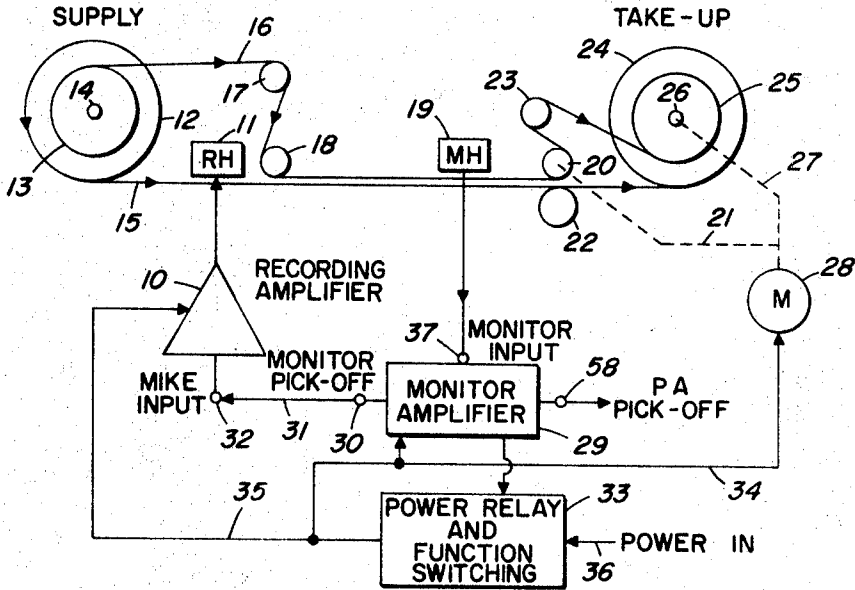 SUPPLY
TAKE-UP
16
24
23
25
17
14
12
11
19
26
RH
18
MH
20
27
13
15
22
21
28
10
RECORDING
AMPLIFIER
M
37
MONITOR
INPUT
MONITOR
PICK-OFF
58
MIKE
INPUT
MONITOR
AMPLIFIER
PA
PICK-OFF
32
31
30
29
35
33
34
POWER RELAY
AND
FUNCTION
SWITCHING
POWER IN
36